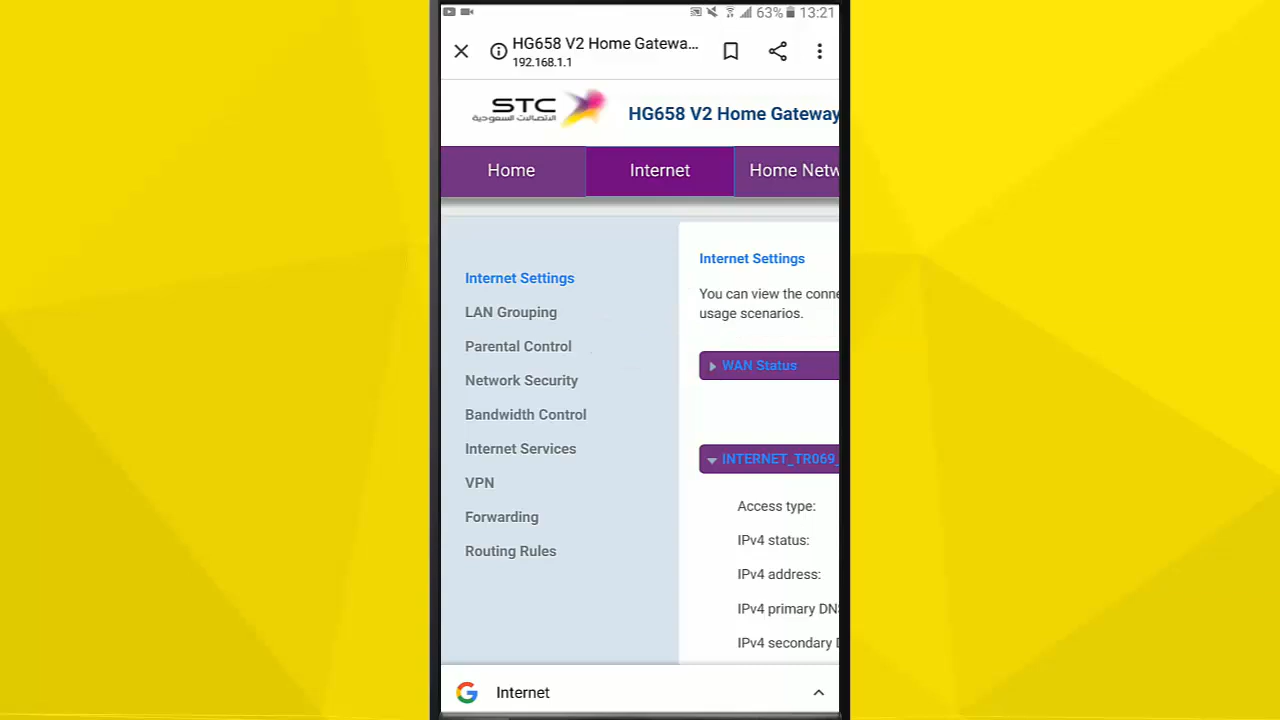 63% 13:21
HG658 V2 Home Gatewa...
192.168.1.1
STC
الاتصالات السعودية
HG658 V2 Home Gateway
Home Internet Home Netw
Internet Settings
LAN Grouping
Parental Control
Network Security
Bandwidth Control
Internet Services
VPN
Forwarding
Routing Rules
Internet Settings
You can view the conne
usage scenarios.
WAN Status
INTERNET_TR069_
Access type:
IPv4 status:
IPv4 address:
IPv4 primary DNS
IPv4 secondary D
Internet